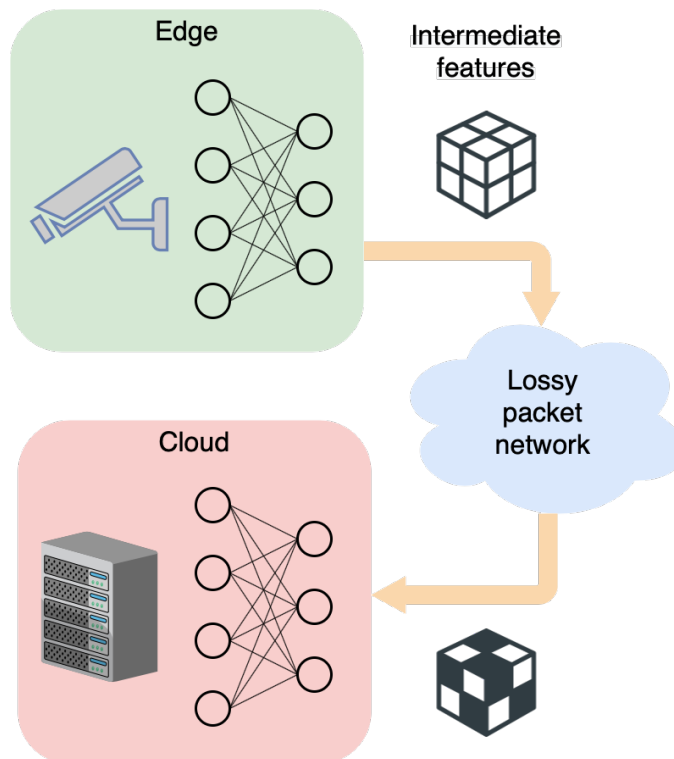 Edge
Intermediate
features
Lossy
packet
network
Cloud